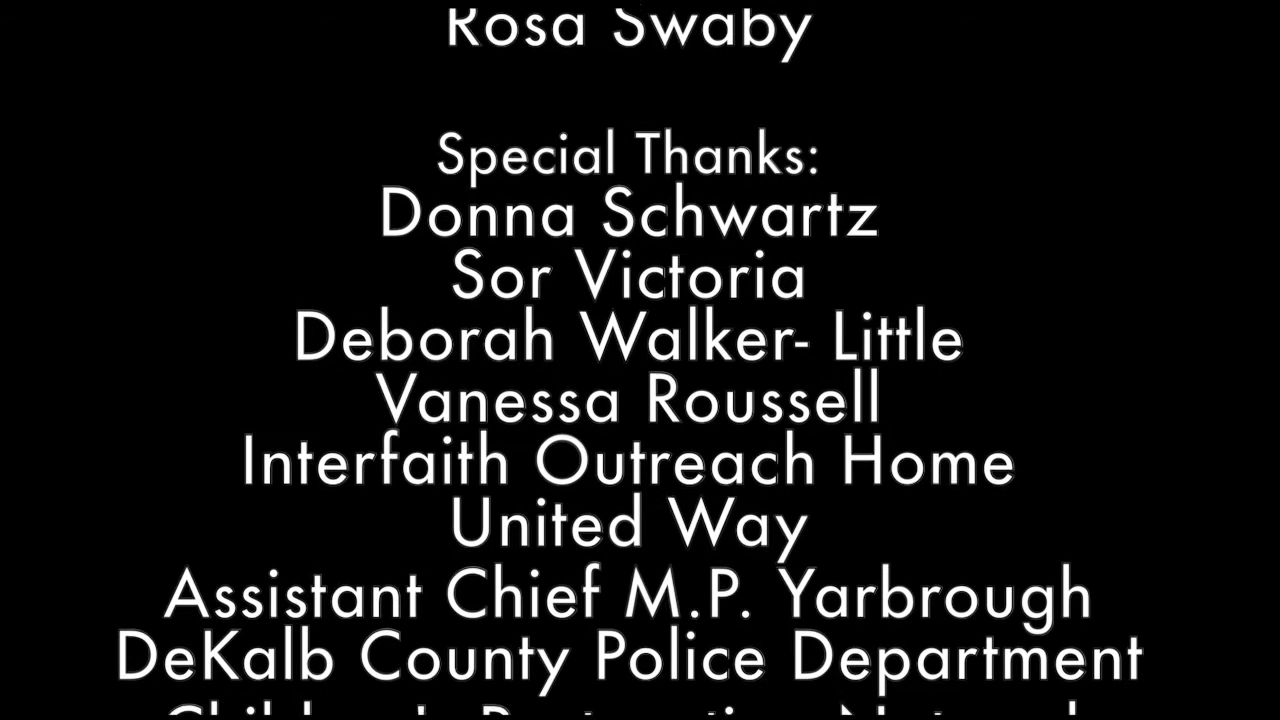 Rosa Swaby
Special Thanks:
Donna Schwartz
Sor Victoria
Deborah Walker- Little
Vanessa Roussell
Interfaith Outreach Home
United Way
Assistant Chief M.P. Yarbrough
DeKalb County Police Department